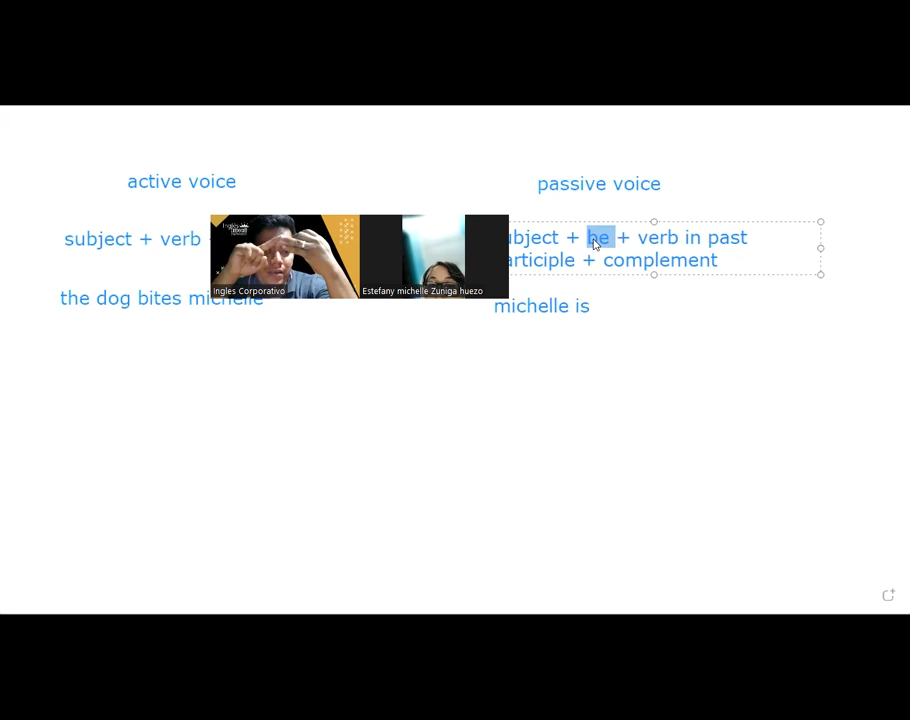 active voice
passive voice
subject + verb
ubject + be + verb in past
articiple + complement
the dog bites michelle
michelle is
Ingles
Ingles Corporativo
Estefany michelle Zuniga huezo